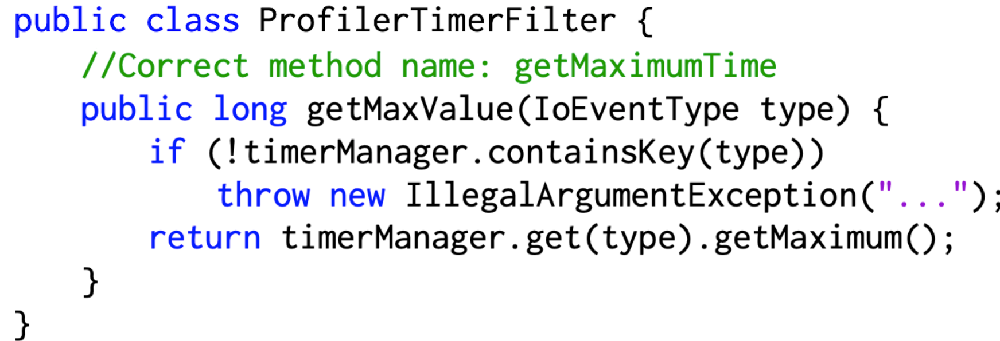 public class ProfilerTimerFilter {
    //Correct method name: getMaximumTime
    public long getMaxValue(IoEventType type) {
        if (!timerManager.containsKey(type))
            throw new IllegalArgumentException("...");
        return timerManager.get(type).getMaximum();
    }
}